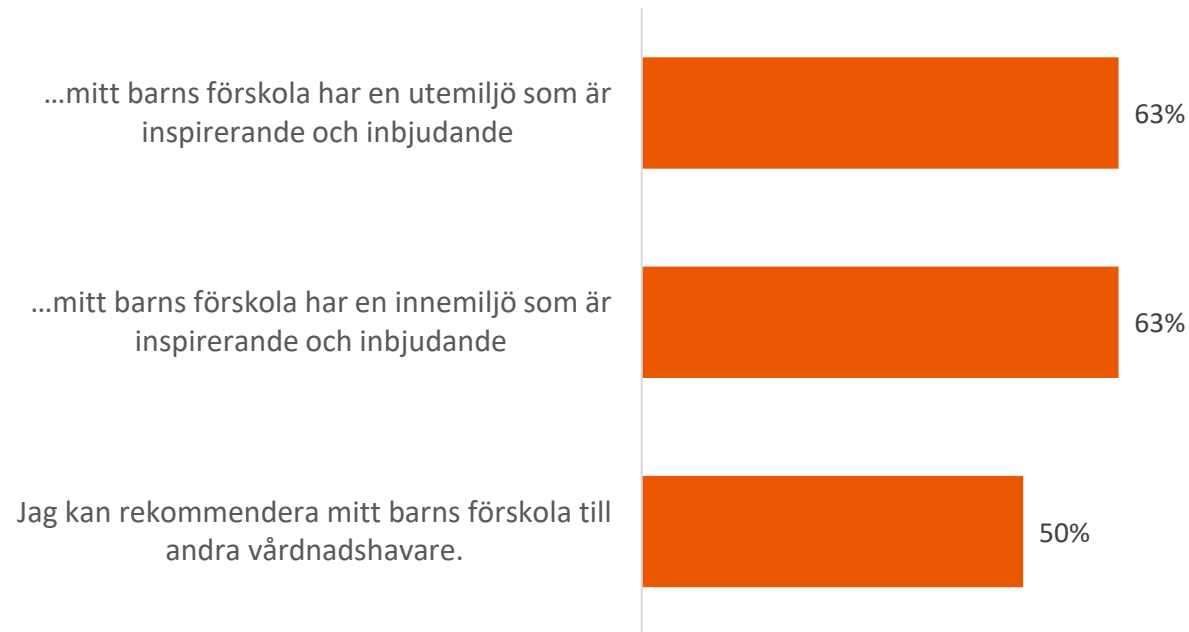 …mitt barns förskola har en utemiljö som är
inspirerande och inbjudande
63%
…mitt barns förskola har en innemiljö som är
inspirerande och inbjudande
63%
Jag kan rekommendera mitt barns förskola till
andra vårdnadshavare.
50%